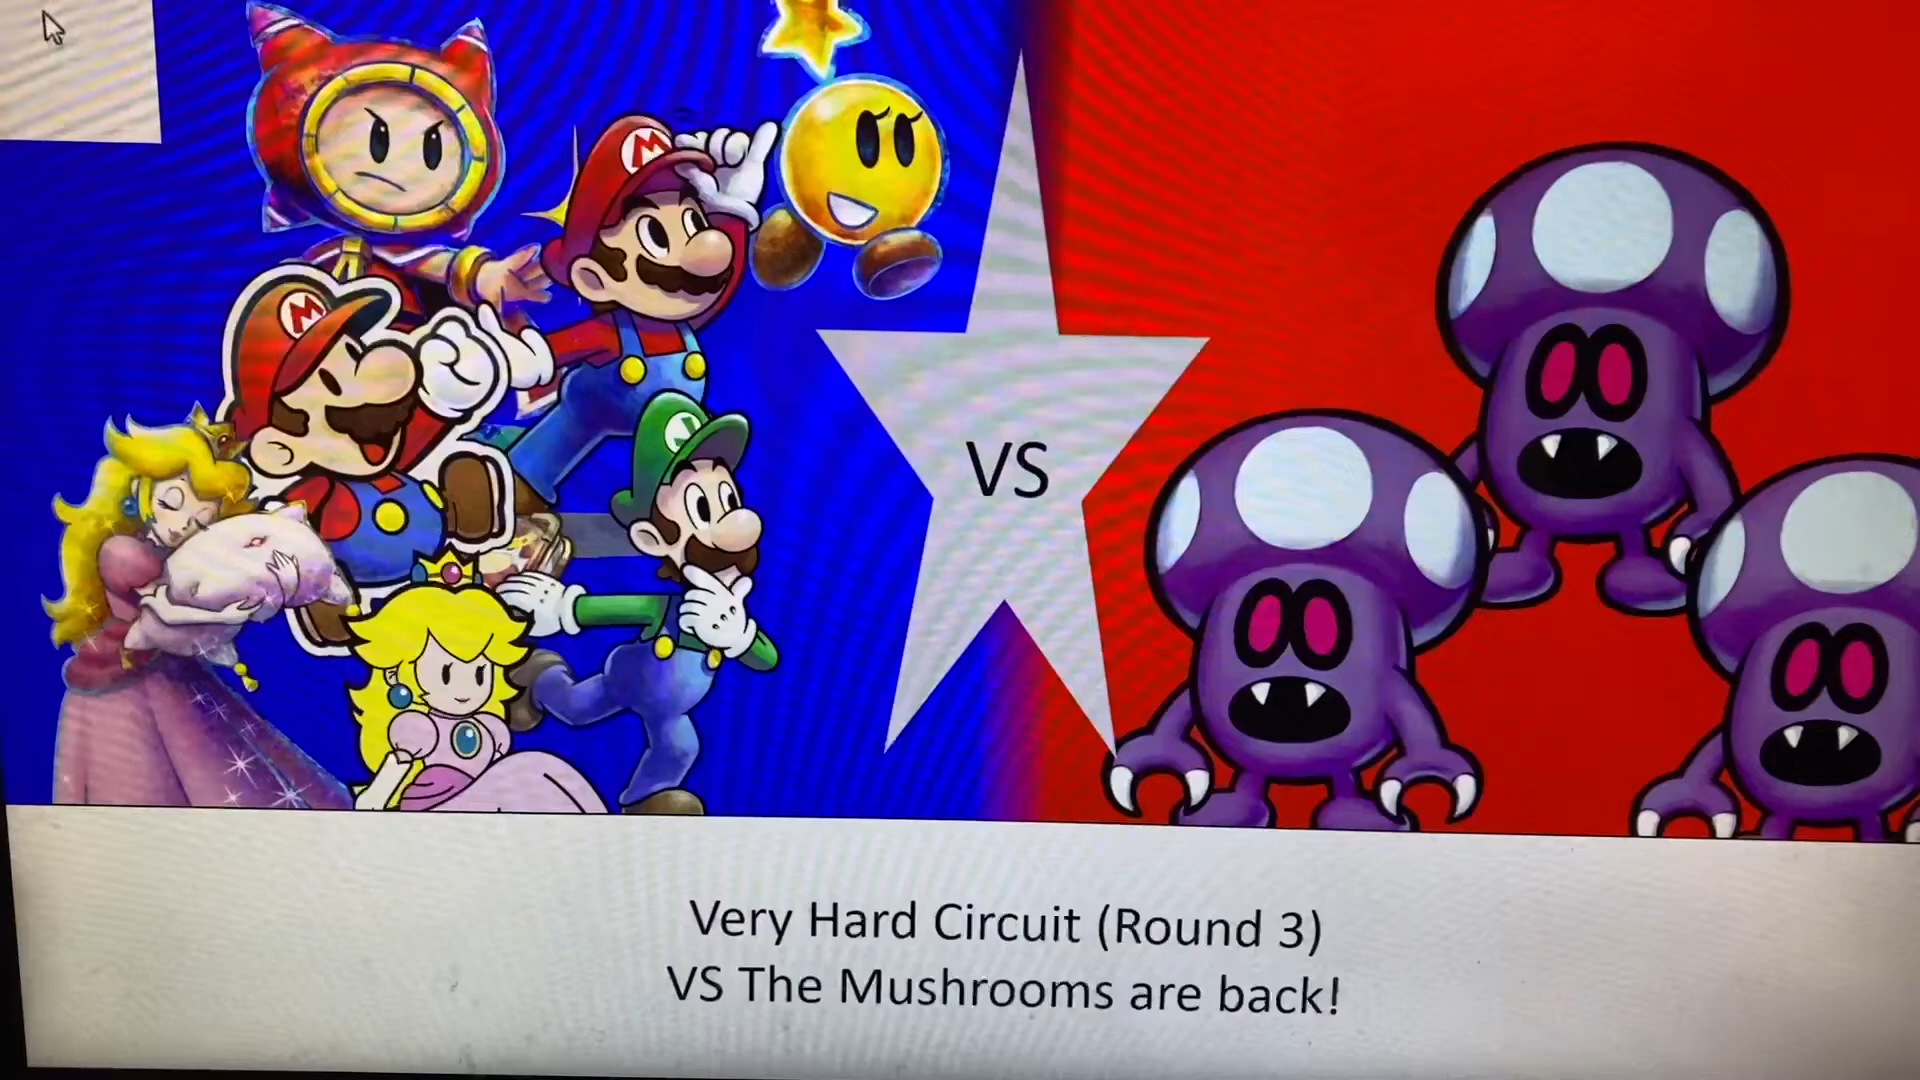 M
M
L
VS
Very Hard Circuit (Round 3)
VS The Mushrooms are back!